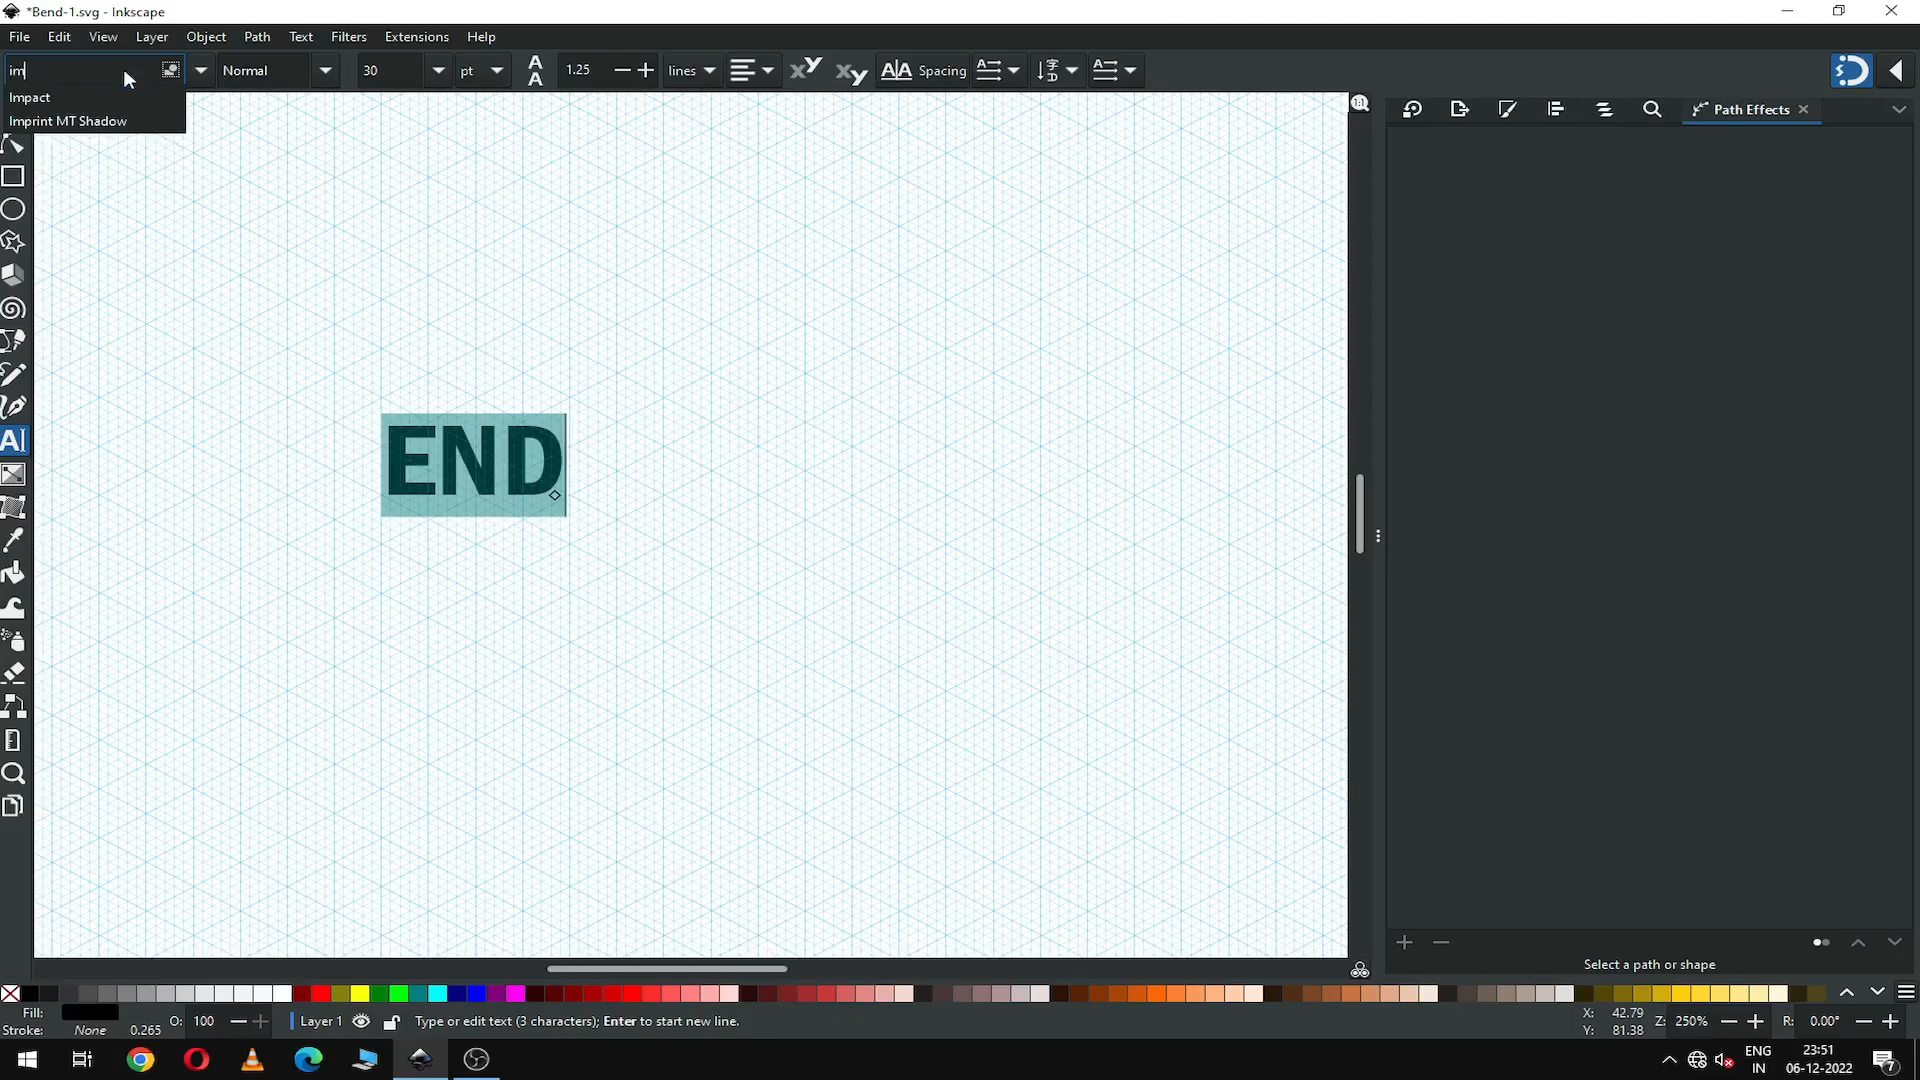 *Bend-1.svg - Inkscape
File Edit View Layer Object Path Text Filters Extensions Help
im Normal 30 pt 1.25 lines Spacing
Impact
Imprint MT Shadow
Path Effects
END
Select a path or shape
Fill:
Stroke: None 0.265 O: 100 Layer 1 Type or edit text (3 characters); Enter to start new line.
X: 42.79
Y: 81.38
Z: 250% R: 0.00°
ENG
IN
23:51
06-12-2022
7